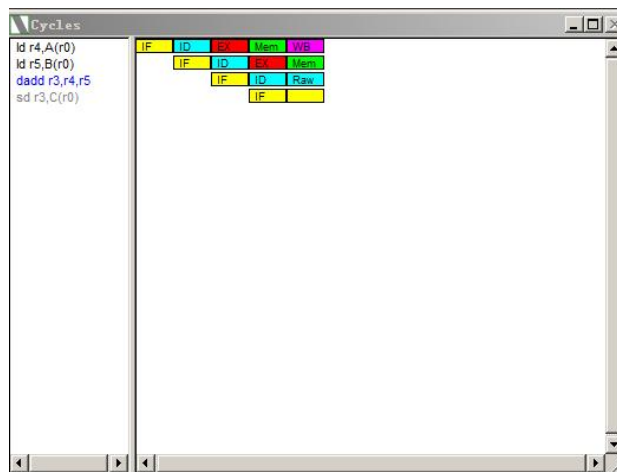 Cycles
ld r4,A(r0) IF ID EX Mem WB
ld r5,B(r0) IF ID EX Mem
dadd r3,r4,r5 IF ID Raw
sd r3,C(r0) IF